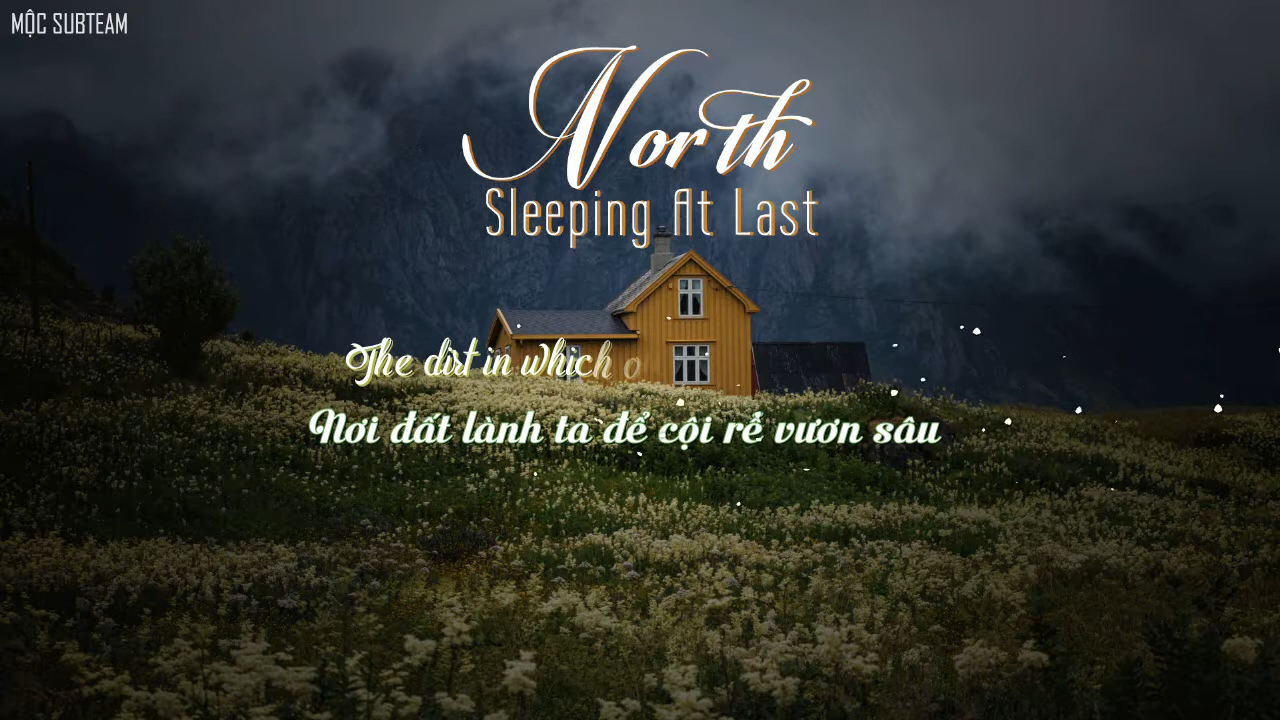 MỘC SUBTEAM
North
Sleeping At Last
The dirt in which o
Nơi đất lành ta để cội rễ vươn sâu